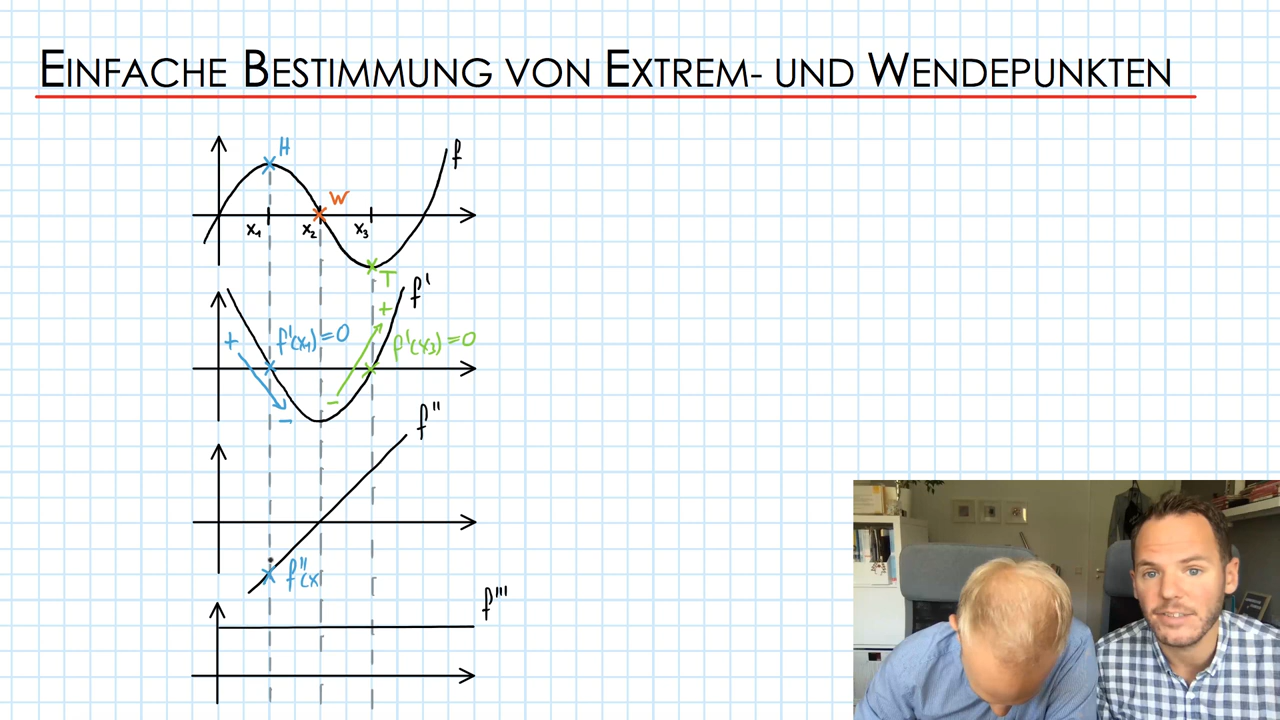 EINFACHE BESTIMMUNG VON EXTREM- UND WENDEPUNKTEN
H
f
W
x₁ x₂ x₃
T
f'
+
+ f'(x₁)=0 f'(x₃)=0
-
-
f''
f''(x
f'''